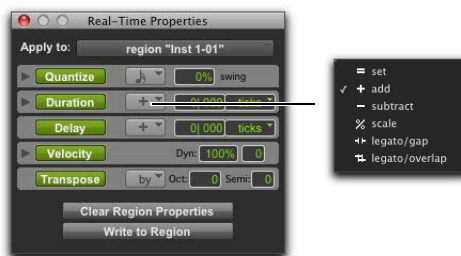 Real-Time Properties
Apply to: region "Inst 1-01"
Quantize 0% swing
Duration + 0| 000 ticks
Delay + 0| 000 ticks
Velocity Dyn: 100% 0
Transpose by Oct: 0 Semi: 0
Clear Region Properties
Write to Region
= set
✓ + add
− subtract
% scale
legato/gap
legato/overlap